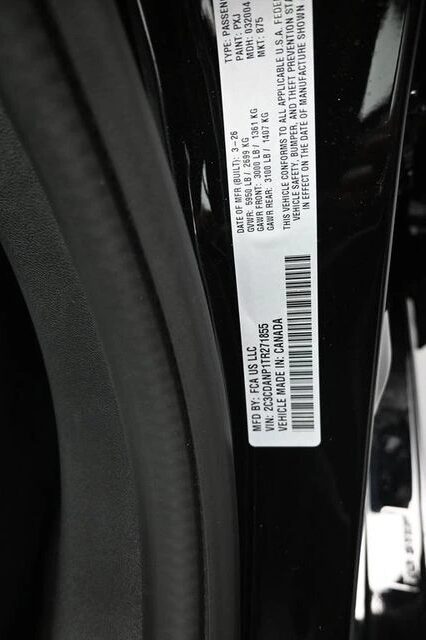 MFD BY: FCA US LLC
VIN: 2C3CDANP1TR271855
VEHICLE MADE IN: CANADA
DATE OF MFR (BUILT): 3-26
GVWR: 5950 LB / 2699 KG
GAWR FRONT: 3000 LB / 1361 KG
GAWR REAR: 3100 LB / 1407 KG
THIS VEHICLE CONFORMS TO ALL APPLICABLE U.S.A. FEDE
VEHICLE SAFETY, BUMPER, AND THEFT PREVENTION STA
IN EFFECT ON THE DATE OF MANUFACTURE SHOWN AB
TYPE: PASSEN
PAINT: PXJ
MDH: 032004
MKT: 875